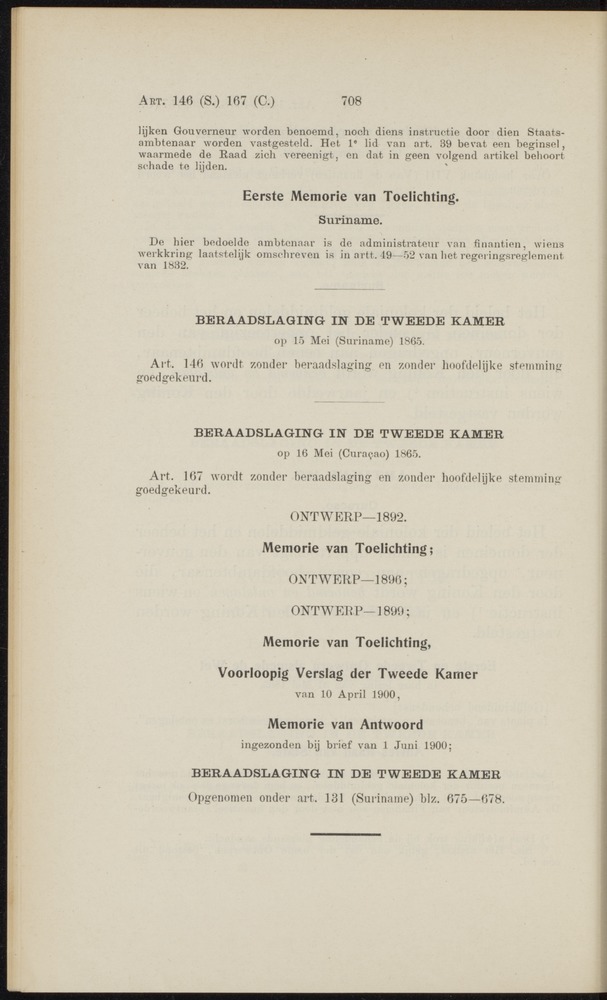 ART. 146 (S.) 167 (C.) 708
lijken Gouverneur worden benoemd, noch diens instructie door dien Staats-
ambtenaar worden vastgesteld. Het 1e lid van art. 39 bevat een beginsel,
waarmede de Raad zich vereenigt, en dat in geen volgend artikel behoort
schade te lijden.
Eerste Memorie van Toelichting.
Suriname.
De hier bedoelde ambtenaar is de administrateur van finantien, wiens
werkkring laatstelijk omschreven is in artt. 49—52 van het regeringsreglement
van 1832.
BERAADSLAGING IN DE TWEEDE KAMER
op 15 Mei (Suriname) 1865.
Art. 146 wordt zonder beraadslaging en zonder hoofdelijke stemming
goedgekeurd.
BERAADSLAGING IN DE TWEEDE KAMER
op 16 Mei (Curaçao) 1865.
Art. 167 wordt zonder beraadslaging en zonder hoofdelijke stemming
goedgekeurd.
ONTWERP—1892.
Memorie van Toelichting;
ONTWERP—1896;
ONTWERP—1899;
Memorie van Toelichting,
Voorloopig Verslag der Tweede Kamer
van 10 April 1900,
Memorie van Antwoord
ingezonden bij brief van 1 Juni 1900;
BERAADSLAGING IN DE TWEEDE KAMER
Opgenomen onder art. 131 (Suriname) blz. 675—678.